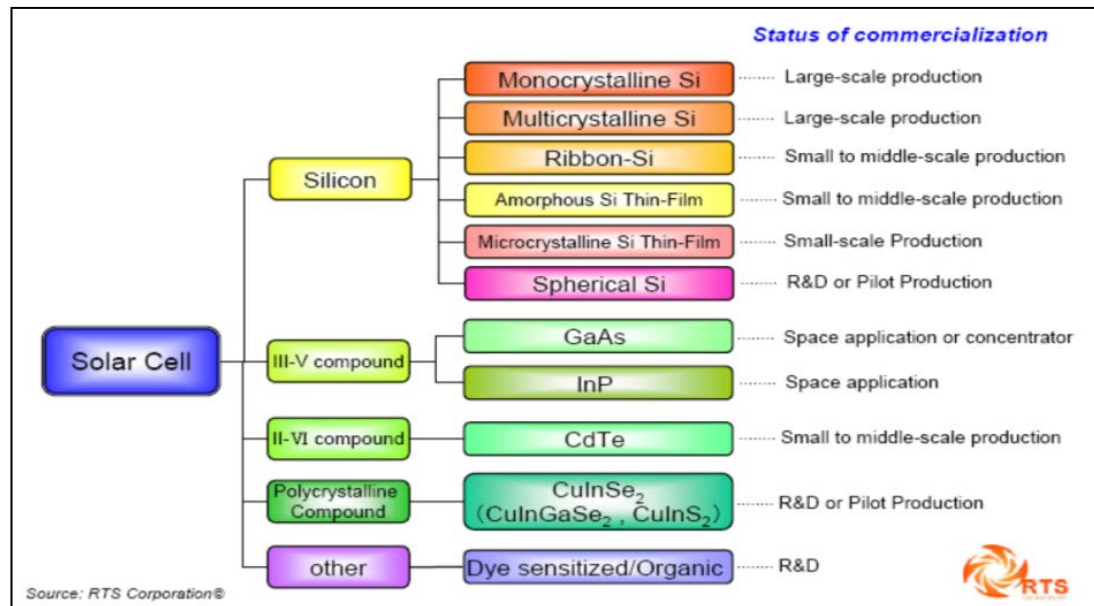 Status of commercialization
Monocrystalline Si
Large-scale production
Multicrystalline Si
Large-scale production
Ribbon-Si
Small to middle-scale production
Silicon
Amorphous Si Thin-Film
Small to middle-scale production
Microcrystalline Si Thin-Film
Small-scale Production
Spherical Si
R&D or Pilot Production
Solar Cell
III-V compound
GaAs
Space application or concentrator
InP
Space application
II-VI compound
CdTe
Small to middle-scale production
Polycrystalline
Compound
CuInSe₂
(CuInGaSe₂ , CuInS₂)
R&D or Pilot Production
other
Dye sensitized/Organic
R&D
Source: RTS Corporation©
RTS